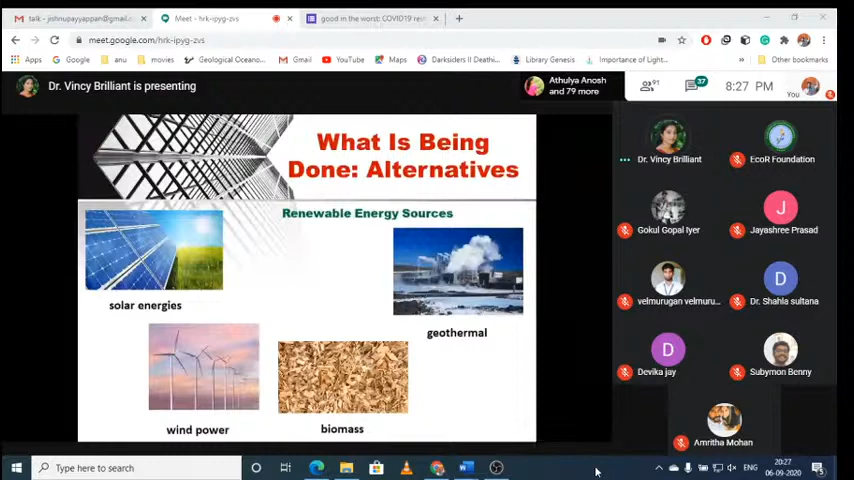 talk - jishnupayyappan@gmail.c
Meet - hrk-ipyg-zvs
good in the worst: COVID19 revi
meet.google.com/hrk-ipyg-zvs
Apps
Google
anu
movies
Geological Oceano...
Gmail
YouTube
Maps
Darksiders II Deathi...
Library Genesis
Importance of Light...
Other bookmarks
Dr. Vincy Brilliant is presenting
Athulya Anosh
and 79 more
91
37
8:27 PM
You
What Is Being
Done: Alternatives
Renewable Energy Sources
solar energies
geothermal
wind power
biomass
Dr. Vincy Brilliant
EcoR Foundation
Gokul Gopal Iyer
J
Jayashree Prasad
velmurugan velmuru...
D
Dr. Shahla sultana
D
Devika jay
Subymon Benny
Amritha Mohan
Type here to search
ENG
20:27
06-09-2020
5